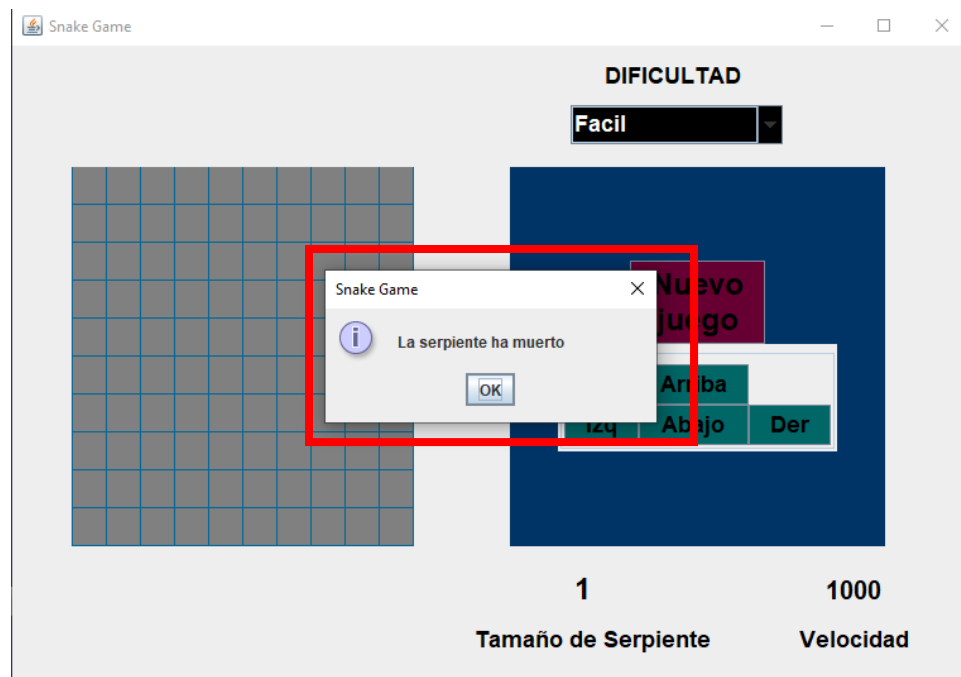 Snake Game
DIFICULTAD
Facil
Snake Game
La serpiente ha muerto
OK
Nuevo
juego
Arriba
Izq Abajo Der
1 1000
Tamaño de Serpiente Velocidad